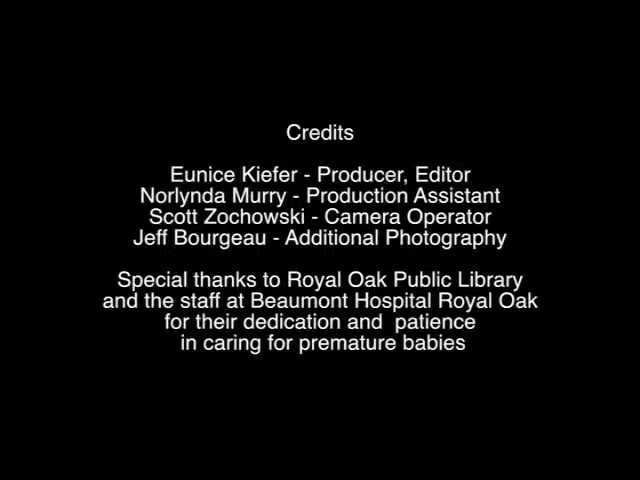 Credits
Eunice Kiefer - Producer, Editor
Norlynda Murry - Production Assistant
Scott Zochowski - Camera Operator
Jeff Bourgeau - Additional Photography
Special thanks to Royal Oak Public Library
and the staff at Beaumont Hospital Royal Oak
for their dedication and  patience
in caring for premature babies